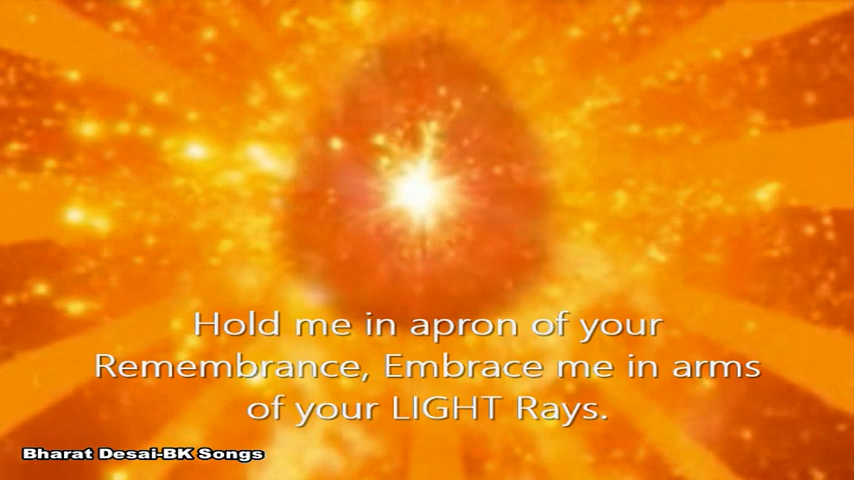 Hold me in apron of your
Remembrance, Embrace me in arms
of your LIGHT Rays.
Bharat Desai-BK Songs